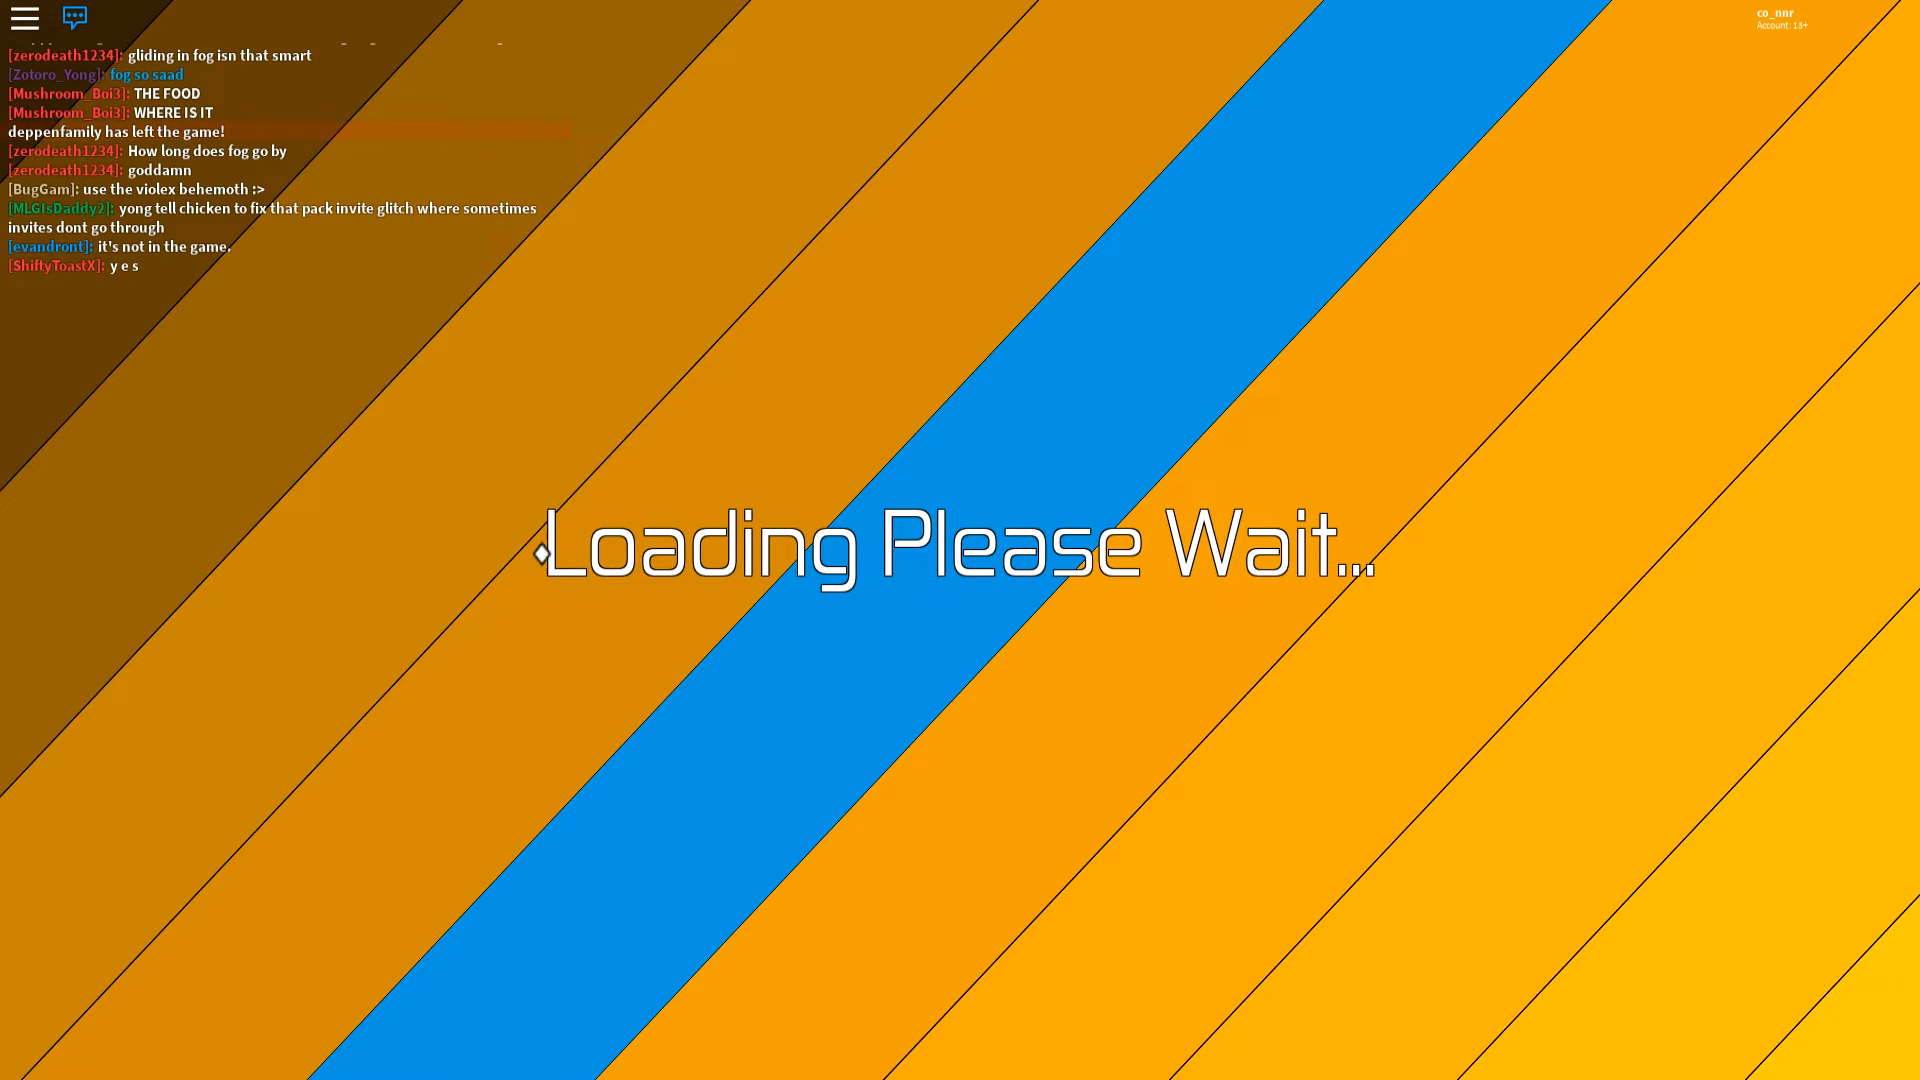 co_nnr
Account: 13+
[zerodeath1234]: gliding in fog isn that smart
[Zotoro_Yong]: fog so saad
[Mushroom_Boi3]: THE FOOD
[Mushroom_Boi3]: WHERE IS IT
deppenfamily has left the game!
[zerodeath1234]: How long does fog go by
[zerodeath1234]: goddamn
[BugGam]: use the violex behemoth :>
[MLGIsDaddy2]: yong tell chicken to fix that pack invite glitch where sometimes
invites dont go through
[evandront]: it's not in the game.
[ShiftyToastX]: y e s
Loading Please Wait...